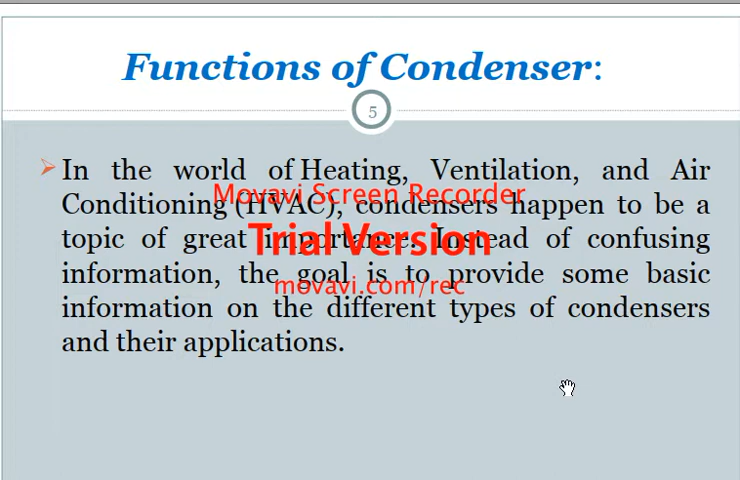 Functions of Condenser:
5
➢ In the world of Heating, Ventilation, and Air
Conditioning (HVAC), condensers happen to be a
topic of great importance. Instead of confusing
information, the goal is to provide some basic
information on the different types of condensers
and their applications.
Movavi Screen Recorder
Trial Version
movavi.com/rec